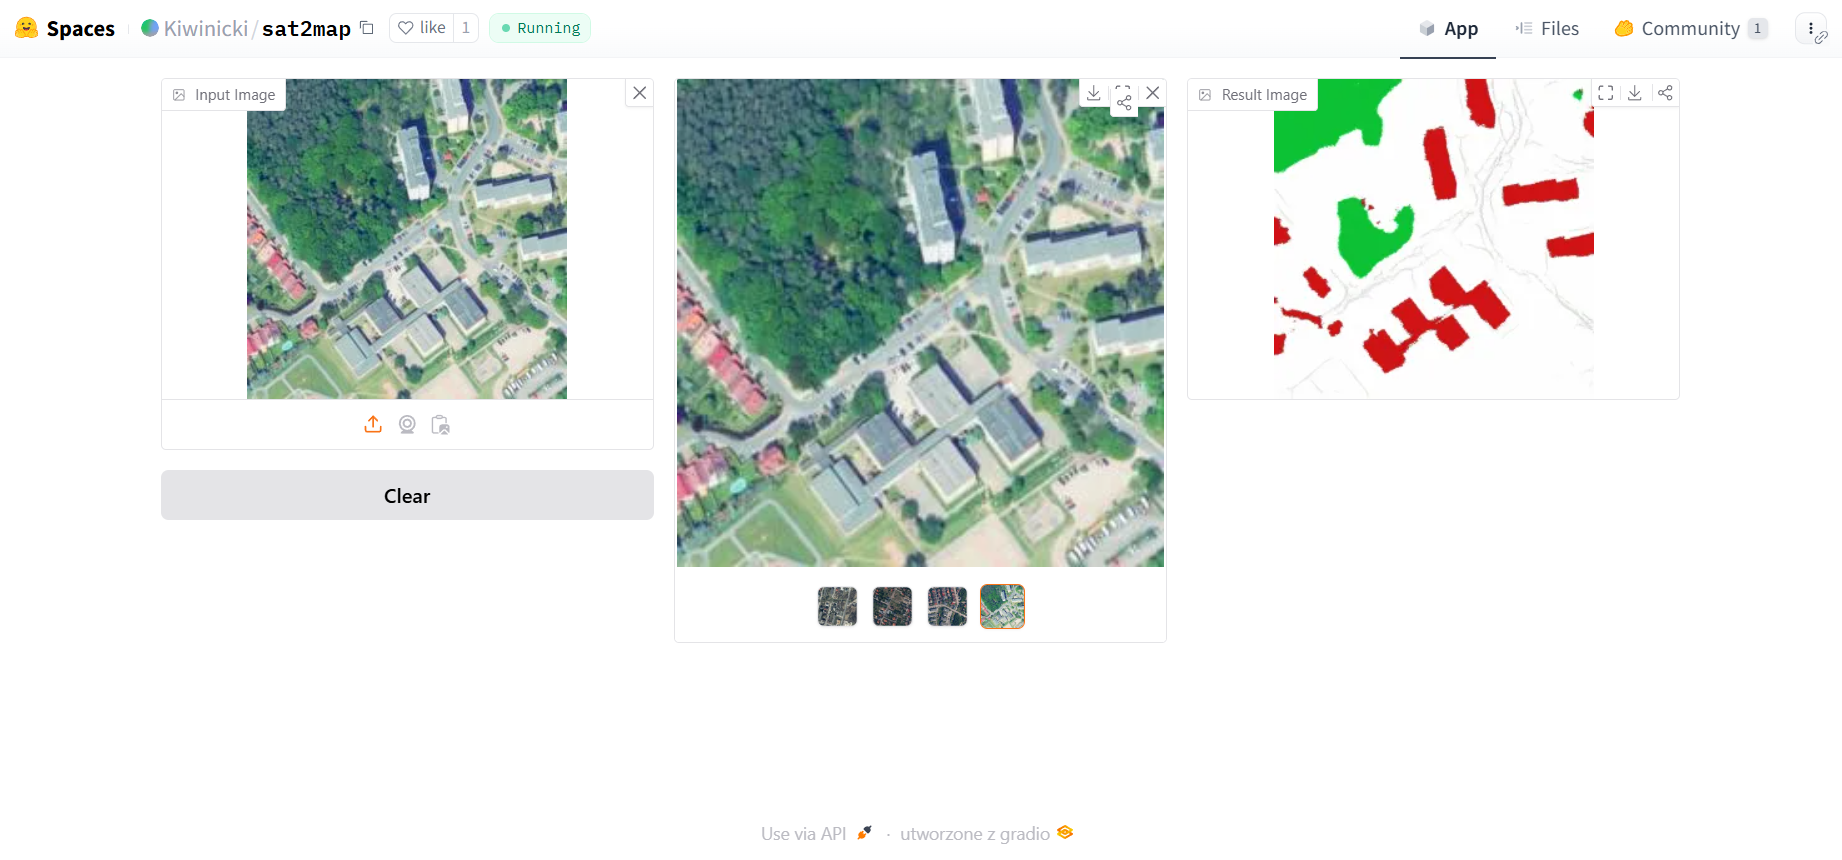 Spaces
Kiwinicki/sat2map
like 1
Running
App
Files
Community 1
Input Image
Result Image
Clear
Use via API · utworzone z gradio